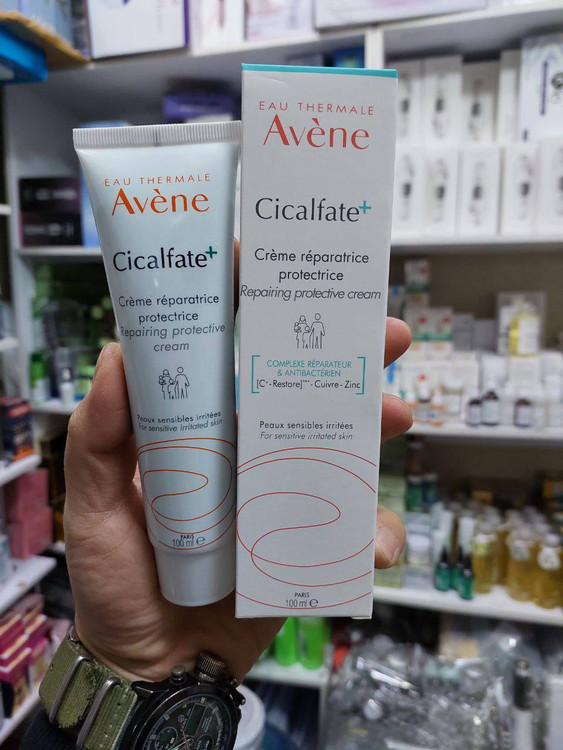 EAU THERMALE
Avène
Cicalfate+
Crème réparatrice
protectrice
Repairing protective
cream
Peaux sensibles irritées
For sensitive irritated skin
PARIS
100 ml e
EAU THERMALE
Avène
Cicalfate+
Crème réparatrice
protectrice
Repairing protective cream
COMPLEXE RÉPARATEUR
& ANTIBACTÉRIEN
[C+- Restore]™ - Cuivre - Zinc
Peaux sensibles irritées
For sensitive irritated skin
PARIS
100 ml e